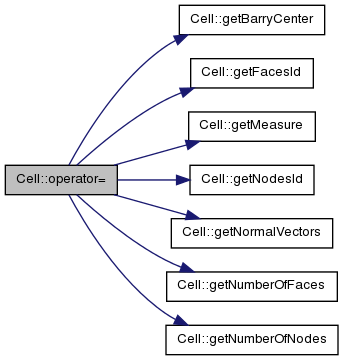 Cell::getBarryCenter
Cell::getFacesId
Cell::getMeasure
Cell::operator=
Cell::getNodesId
Cell::getNormalVectors
Cell::getNumberOfFaces
Cell::getNumberOfNodes